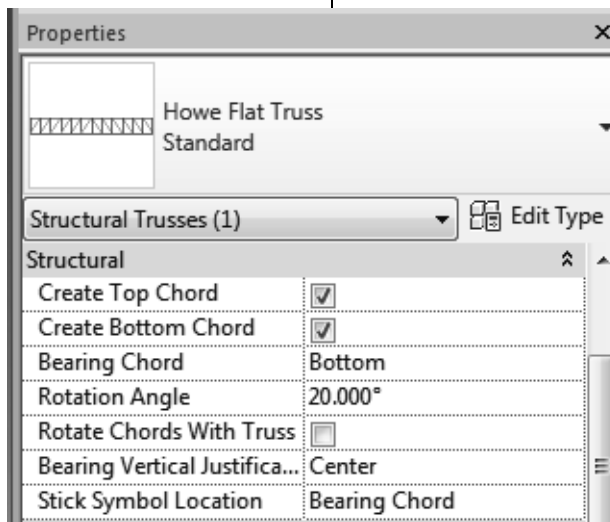 Properties
Howe Flat Truss
Standard
Structural Trusses (1)
Edit Type
Structural
Create Top Chord
Create Bottom Chord
Bearing Chord Bottom
Rotation Angle 20.000°
Rotate Chords With Truss
Bearing Vertical Justifica... Center
Stick Symbol Location Bearing Chord